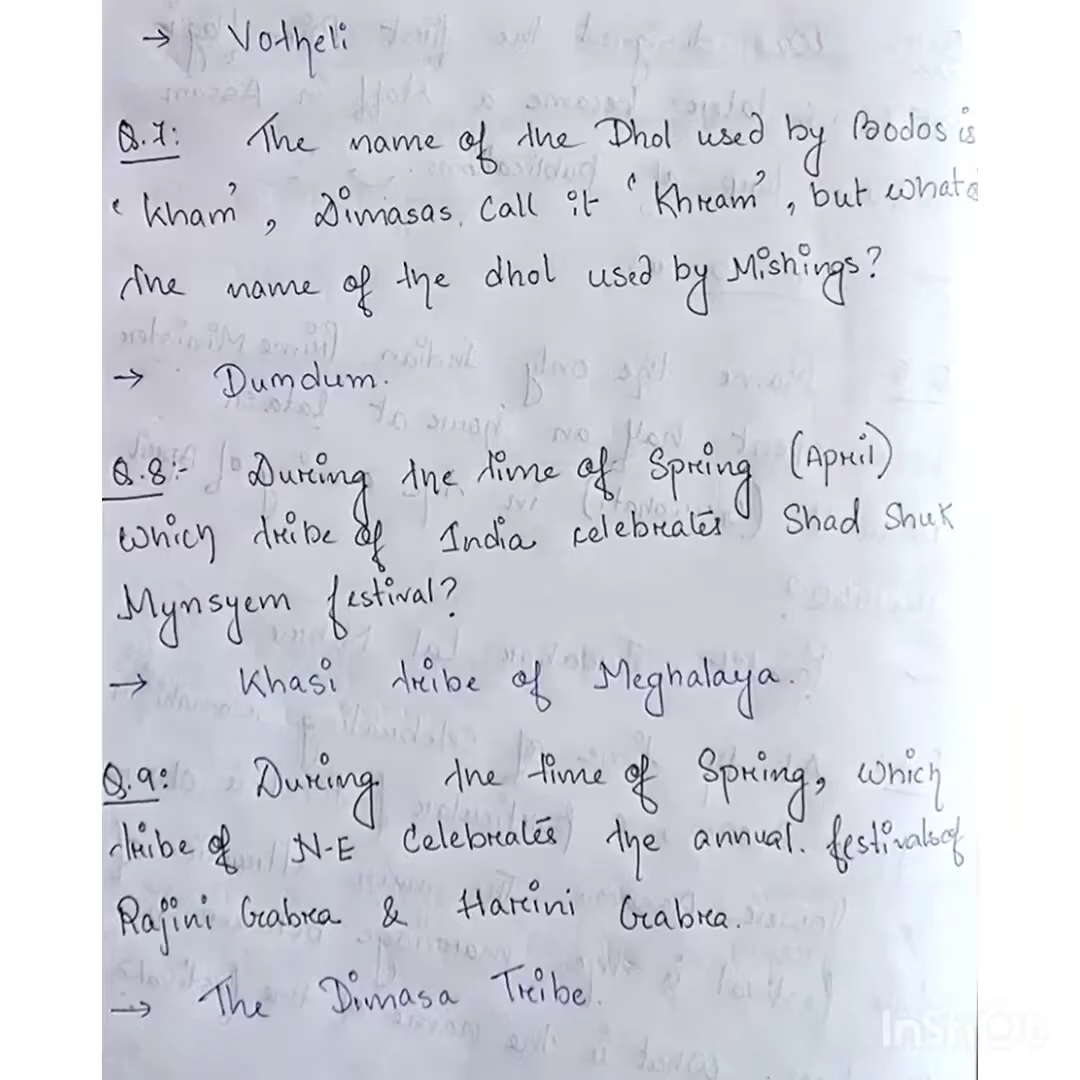 → Votheli
Q.7: The name of the Dhol used by Bodos is
'Kham', Dimasas call it 'Khram', but what
the name of the dhol used by Mishings?
→ Dumdum.
Q.8:- During the time of Spring (April)
which tribe of India celebrates Shad Shuk
Mynsyem festival?
→ Khasi tribe of Meghalaya.
Q.9: During the time of Spring, which
tribe of N-E celebrates the annual. festivals of
Rajini Gabra & Harini Gabra.
→ The Dimasa Tribe.
InShot